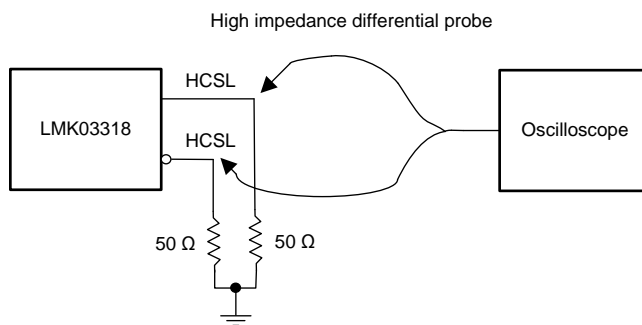 High impedance differential probe
HCSL
LMK03318
HCSL
Oscilloscope
50 Ω
50 Ω